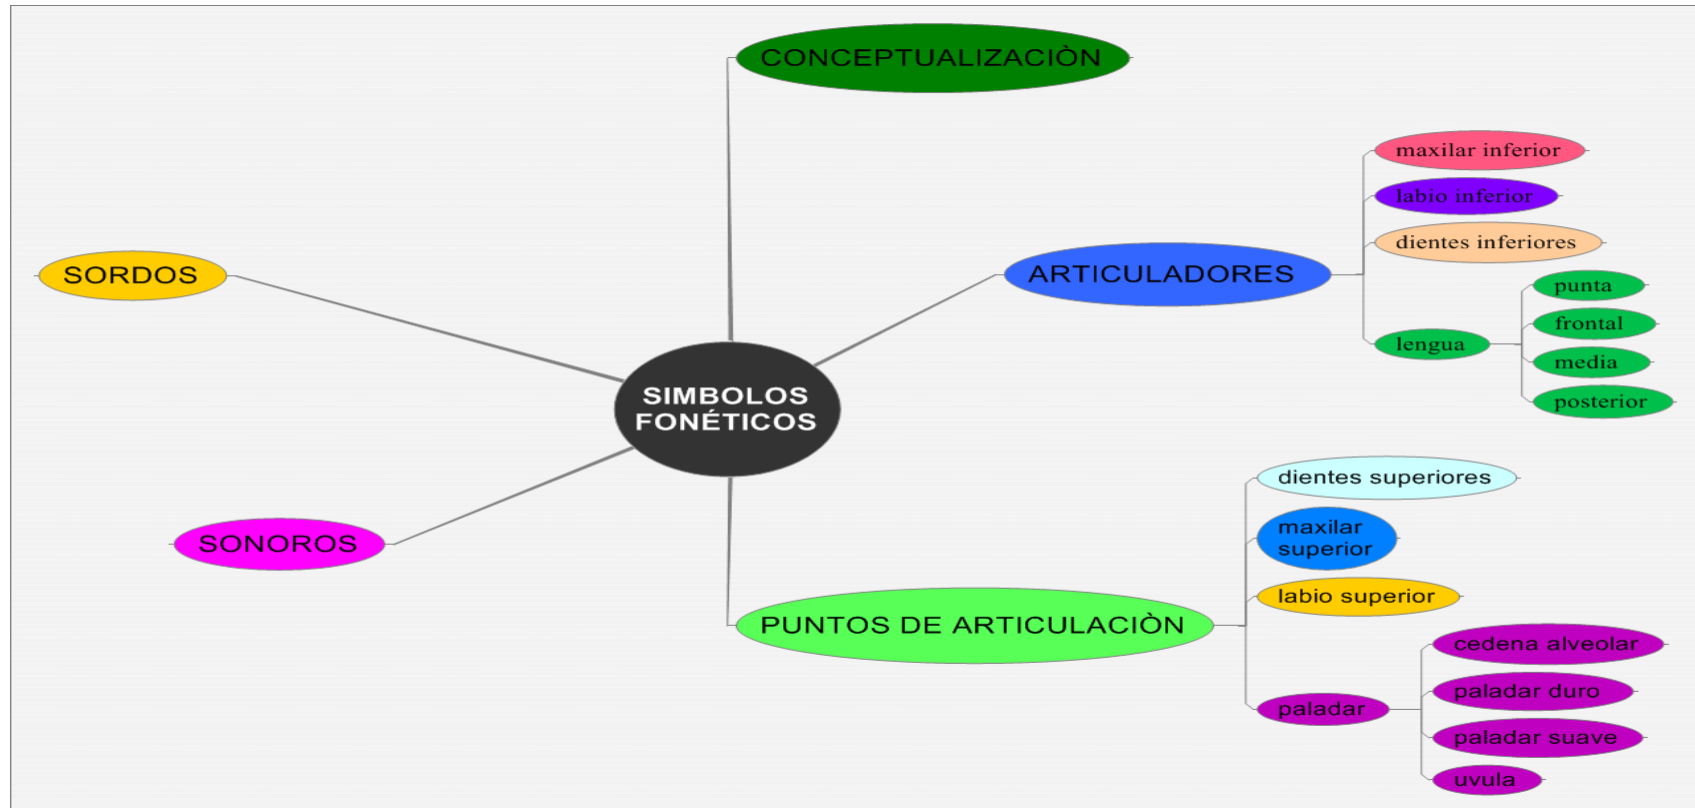 CONCEPTUALIZACIÒN
maxilar inferior
labio inferior
dientes inferiores
ARTICULADORES
punta
frontal
lengua
media
posterior
SORDOS
SIMBOLOS
FONÉTICOS
SONOROS
dientes superiores
maxilar
superior
labio superior
PUNTOS DE ARTICULACIÒN
cedena alveolar
paladar duro
paladar
paladar suave
uvula